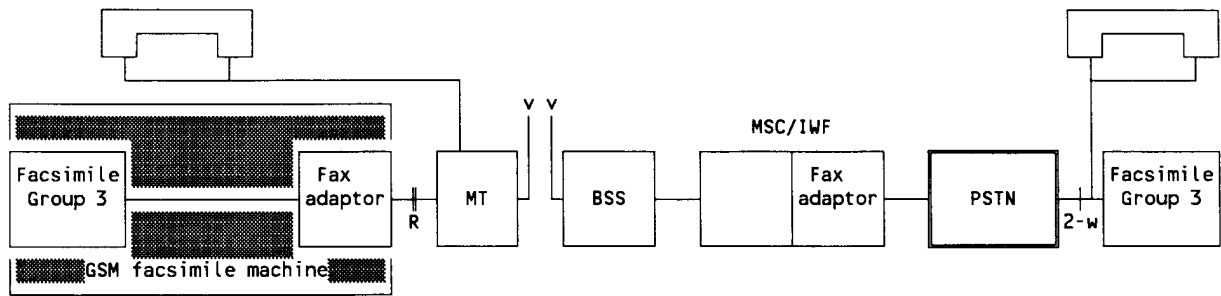 v v
MSC/IWF
Facsimile
Group 3
Fax
adaptor
R
MT
BSS
Fax
adaptor
PSTN
2-w
Facsimile
Group 3
GSM facsimile machine